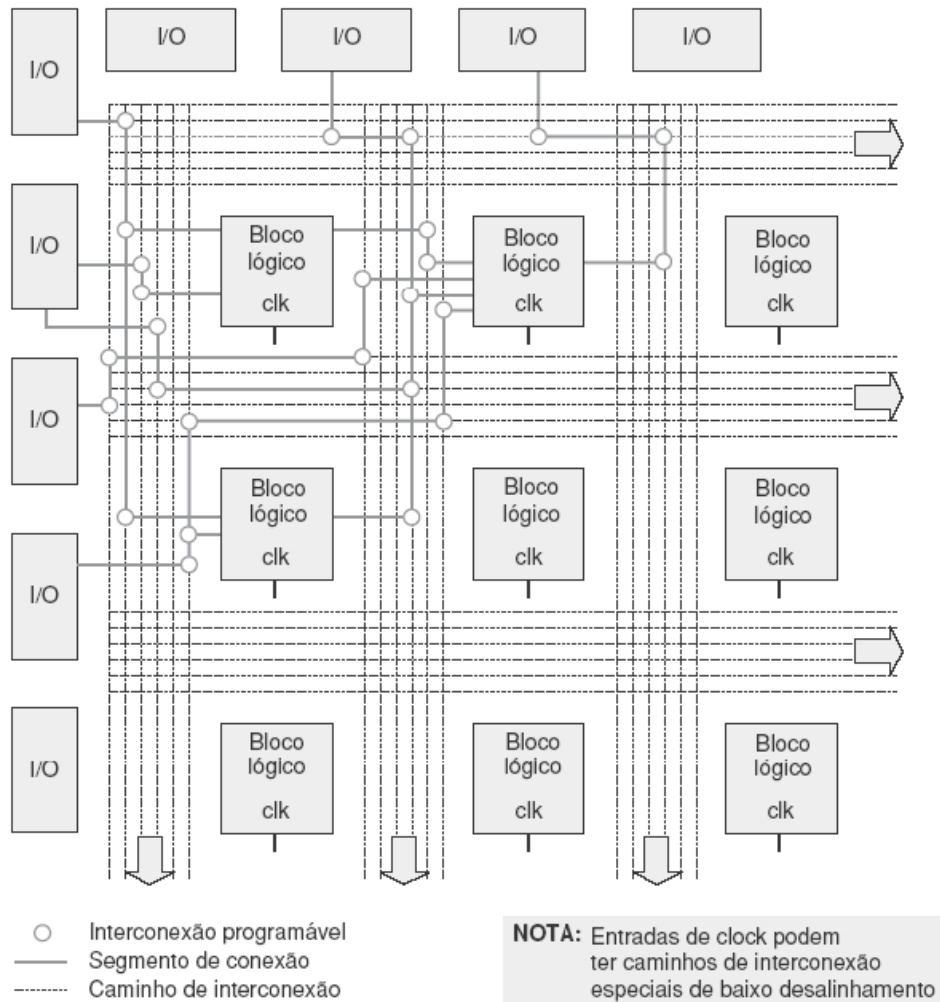 I/O
I/O
I/O
I/O
I/O
I/O
Bloco
lógico
clk
Bloco
lógico
clk
Bloco
lógico
clk
I/O
Bloco
lógico
clk
Bloco
lógico
clk
Bloco
lógico
clk
I/O
I/O
Bloco
lógico
clk
Bloco
lógico
clk
Bloco
lógico
clk
Interconexão programável
Segmento de conexão
Caminho de interconexão
NOTA: Entradas de clock podem
ter caminhos de interconexão
especiais de baixo desalinhamento